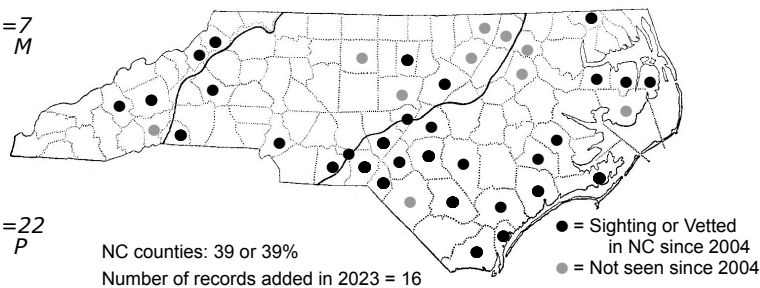 =7
M
=22
P
NC counties: 39 or 39%
Number of records added in 2023 = 16
= Sighting or Vetted
in NC since 2004
= Not seen since 2004